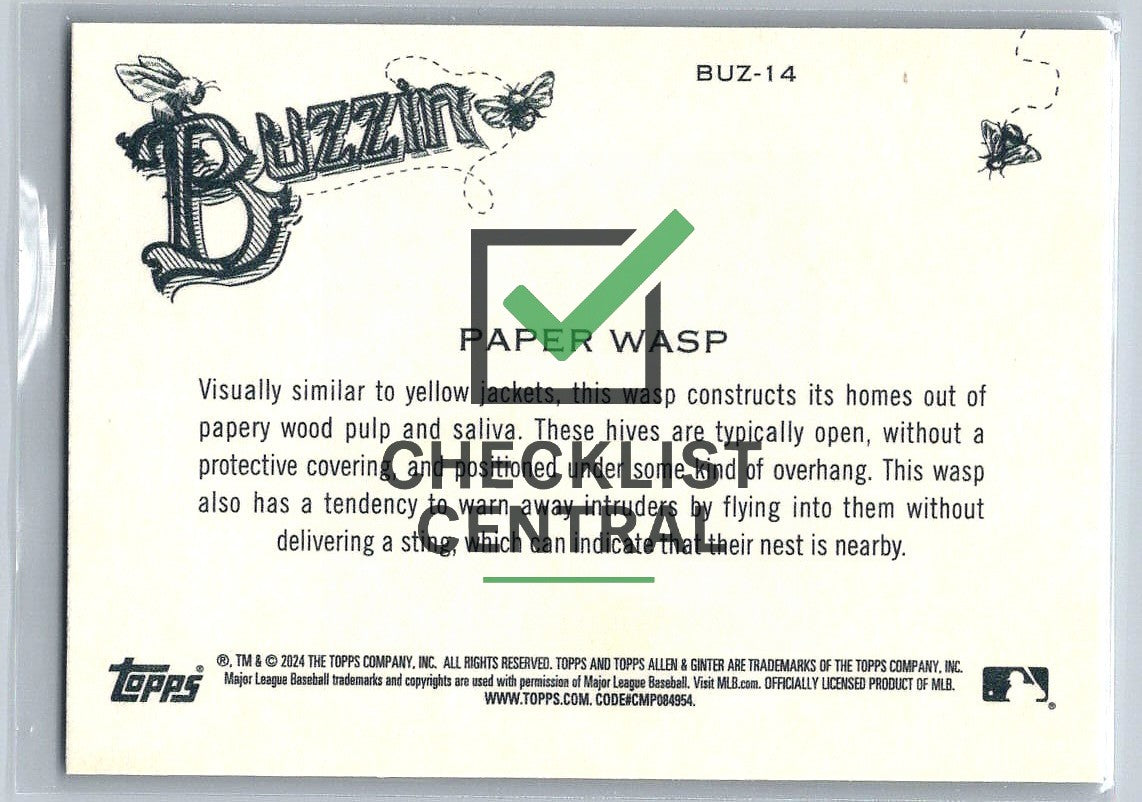 Buzzin
BUZ-14
PAPER WASP
Visually similar to yellow jackets, this wasp constructs its homes out of
papery wood pulp and saliva. These hives are typically open, without a
protective covering, and positioned under some kind of overhang. This wasp
also has a tendency to warn away intruders by flying into them without
delivering a sting, which can indicate that their nest is nearby.
CHECKLIST
CENTRAL
Topps®
®, TM & © 2024 THE TOPPS COMPANY, INC. ALL RIGHTS RESERVED. TOPPS AND TOPPS ALLEN & GINTER ARE TRADEMARKS OF THE TOPPS COMPANY, INC.
Major League Baseball trademarks and copyrights are used with permission of Major League Baseball. Visit MLB.com. OFFICIALLY LICENSED PRODUCT OF MLB.
WWW.TOPPS.COM. CODE#CMP084954.
®